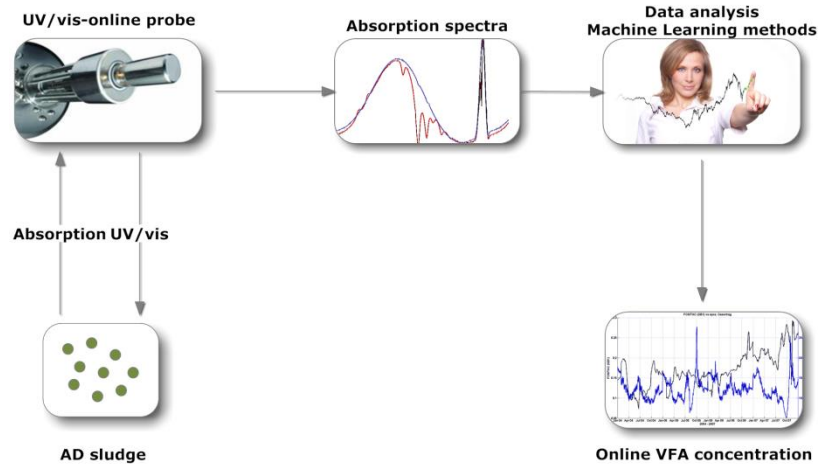 UV/vis-online probe
Absorption spectra
Data analysis
Machine Learning methods
Absorption UV/vis
AD sludge
Online VFA concentration